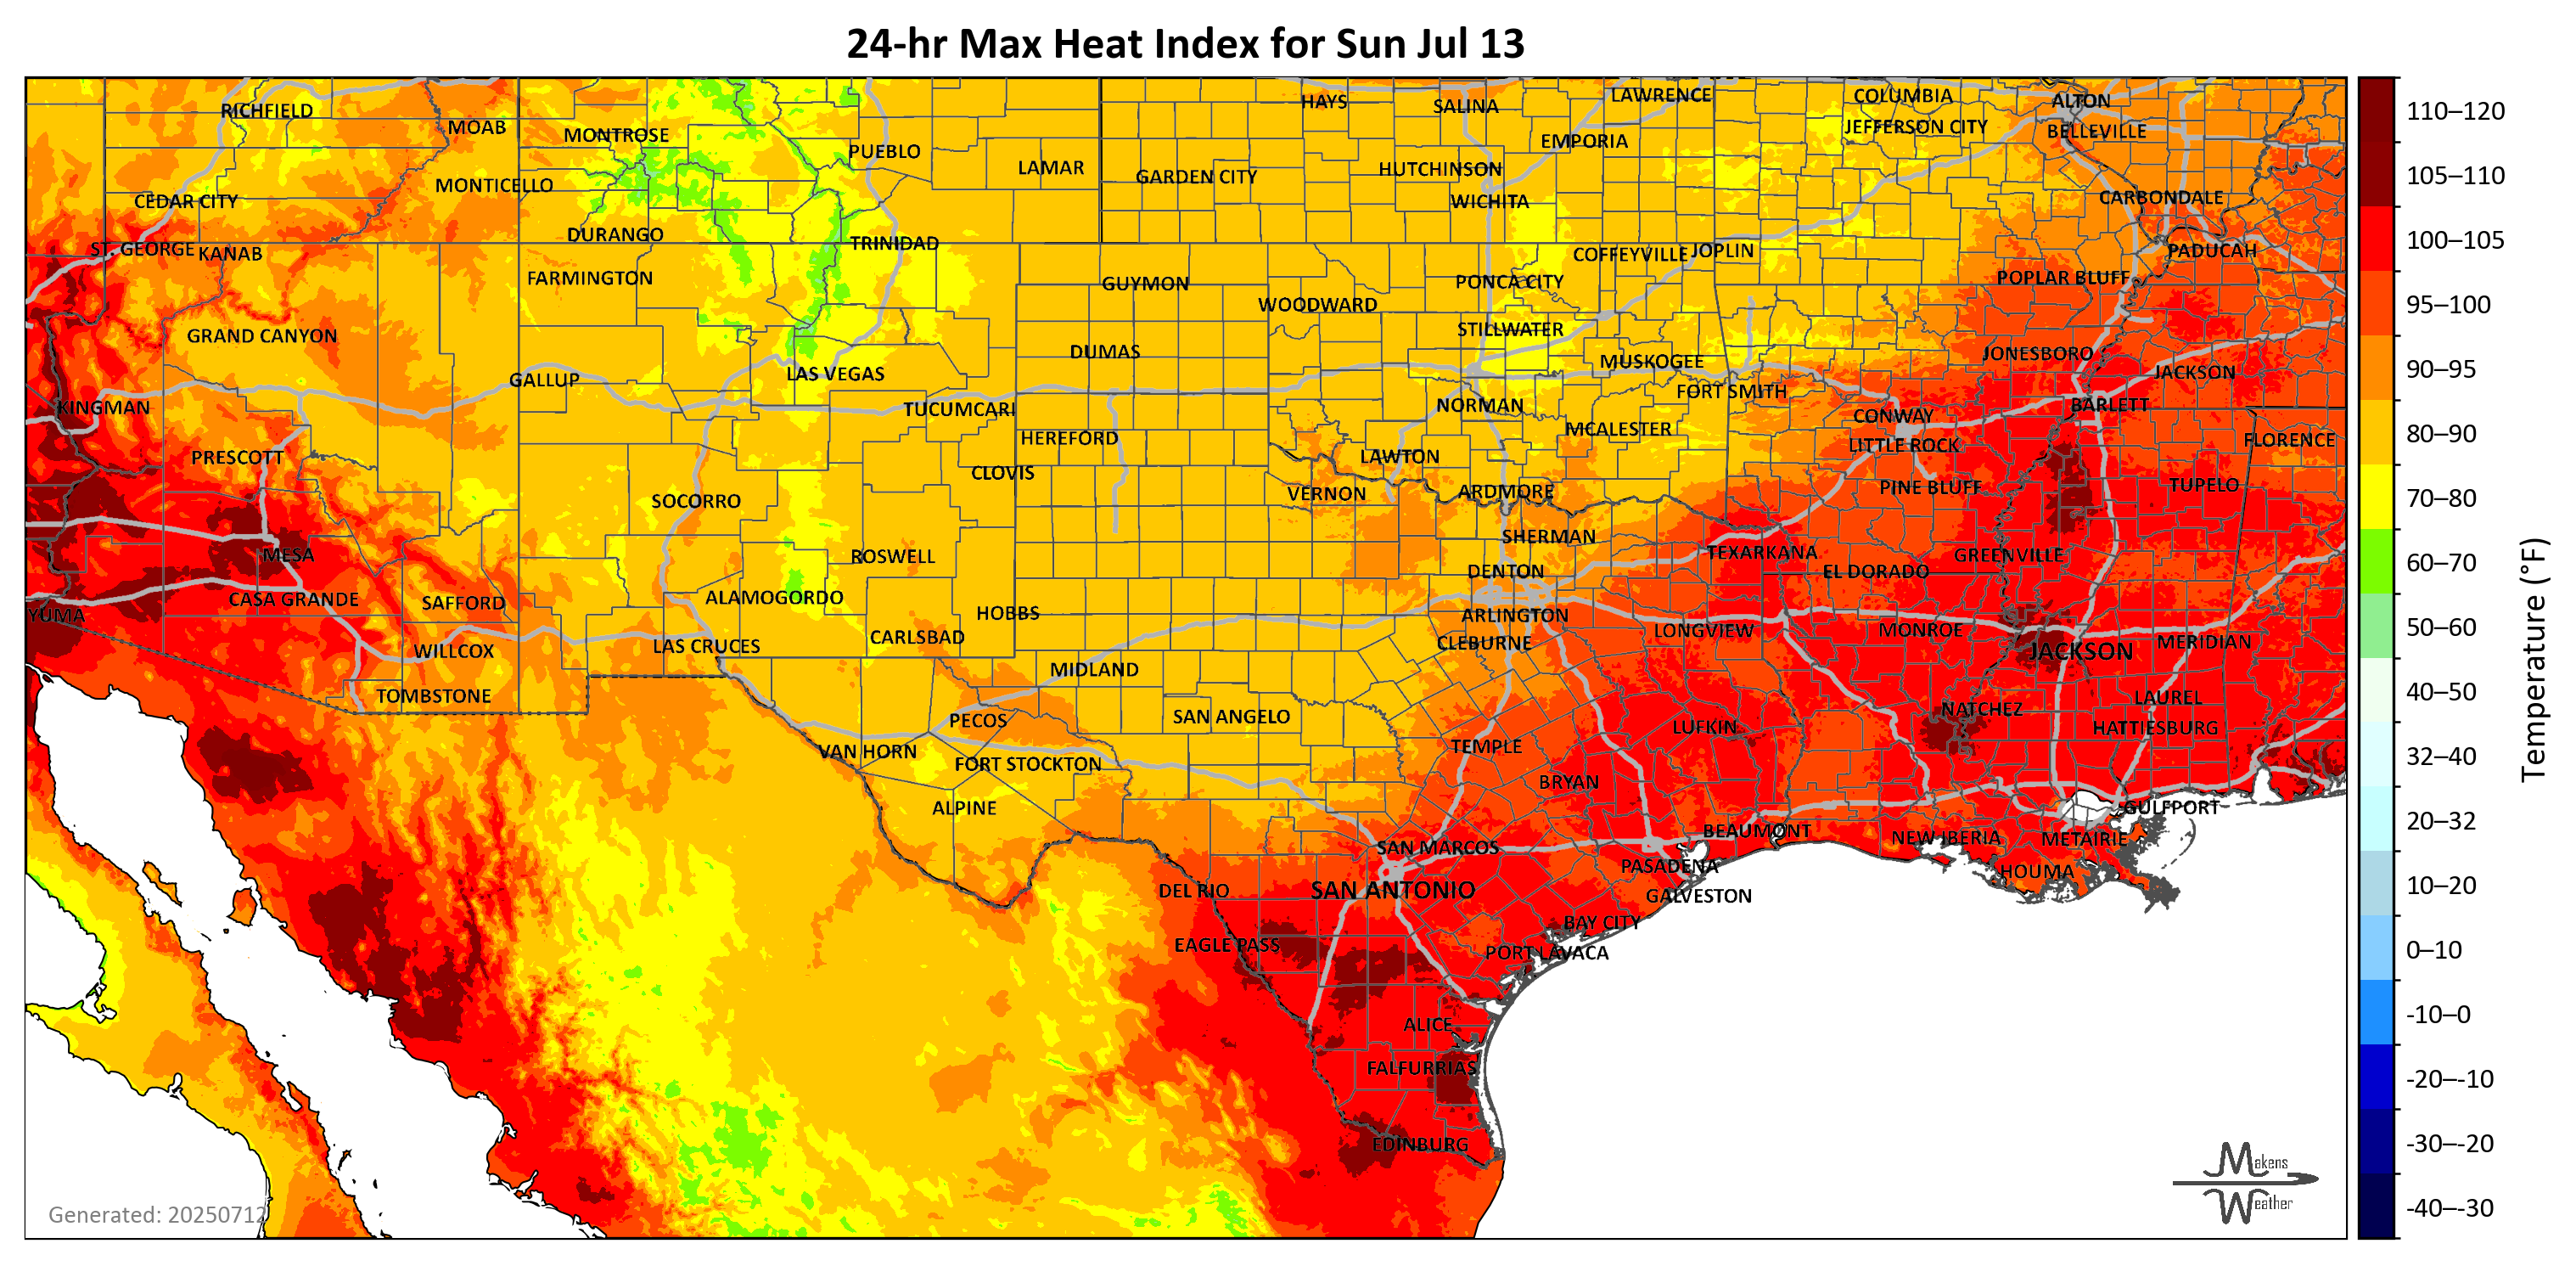 24-hr Max Heat Index for Sun Jul 13
RICHFIELD
MOAB
MONTROSE
PUEBLO
LAMAR
HAYS
SALINA
LAWRENCE
COLUMBIA
ALTON
JEFFERSON CITY
BELLEVILLE
EMPORIA
HUTCHINSON
GARDEN CITY
MONTICELLO
CEDAR CITY
WICHITA
CARBONDALE
DURANGO
TRINIDAD
ST. GEORGE
KANAB
COFFEYVILLE
JOPLIN
PADUCAH
FARMINGTON
GUYMON
PONCA CITY
POPLAR BLUFF
WOODWARD
GRAND CANYON
STILLWATER
DUMAS
MUSKOGEE
JONESBORO
JACKSON
GALLUP
LAS VEGAS
FORT SMITH
KINGMAN
TUCUMCARI
NORMAN
CONWAY
BARLETT
HEREFORD
MCALESTER
LITTLE ROCK
FLORENCE
PRESCOTT
LAWTON
CLOVIS
SOCORRO
VERNON
ARDMORE
PINE BLUFF
TUPELO
SHERMAN
MESA
ROSWELL
TEXARKANA
GREENVILLE
DENTON
EL DORADO
CASA GRANDE
SAFFORD
ALAMOGORDO
HOBBS
ARLINGTON
YUMA
CARLSBAD
LAS CRUCES
CLEBURNE
LONGVIEW
MONROE
JACKSON
MERIDIAN
WILLCOX
MIDLAND
TOMBSTONE
LAUREL
NATCHEZ
PECOS
SAN ANGELO
LUFKIN
HATTIESBURG
VAN HORN
FORT STOCKTON
TEMPLE
BRYAN
ALPINE
GULFPORT
BEAUMONT
NEW IBERIA
METAIRIE
SAN MARCOS
PASADENA
HOUMA
DEL RIO
SAN ANTONIO
GALVESTON
BAY CITY
EAGLE PASS
PORT LAVACA
ALICE
FALFURRIAS
EDINBURG
Generated: 20250712
Makens
Weather
110–120
105–110
100–105
95–100
90–95
80–90
70–80
60–70
50–60
40–50
32–40
20–32
10–20
0–10
-10–0
-20–-10
-30–-20
-40–-30
Temperature (°F)